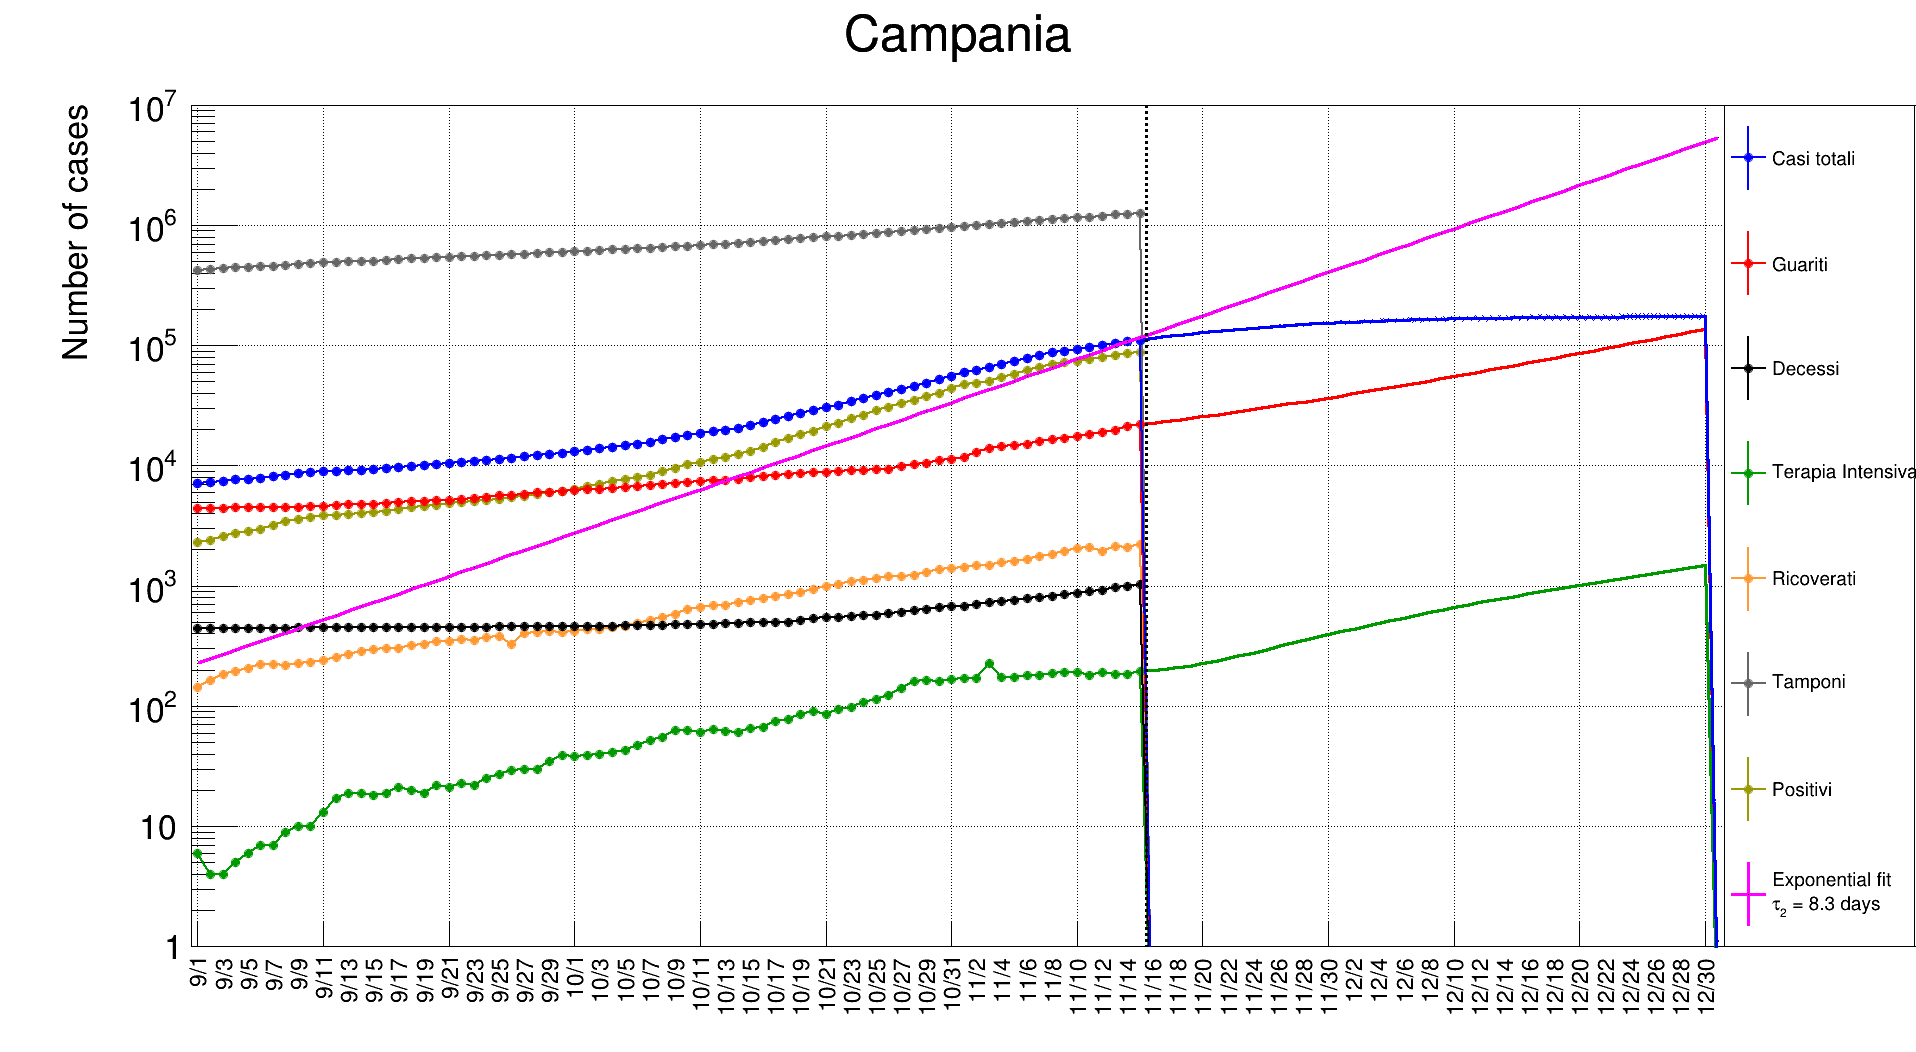 Campania
Number of cases
10^7
10^6
10^5
10^4
10^3
10^2
10
1
9/1 9/3 9/5 9/7 9/9 9/11 9/13 9/15 9/17 9/19 9/21 9/23 9/25 9/27 9/29 10/1 10/3 10/5 10/7 10/9 10/11 10/13 10/15 10/17 10/19 10/21 10/23 10/25 10/27 10/29 10/31 11/2 11/4 11/6 11/8 11/10 11/12 11/14 11/16 11/18 11/20 11/22 11/24 11/26 11/28 11/30 12/2 12/4 12/6 12/8 12/10 12/12 12/14 12/16 12/18 12/20 12/22 12/24 12/26 12/28 12/30
Casi totali
Guariti
Decessi
Terapia Intensiva
Ricoverati
Tamponi
Positivi
Exponential fit
τ₂ = 8.3 days